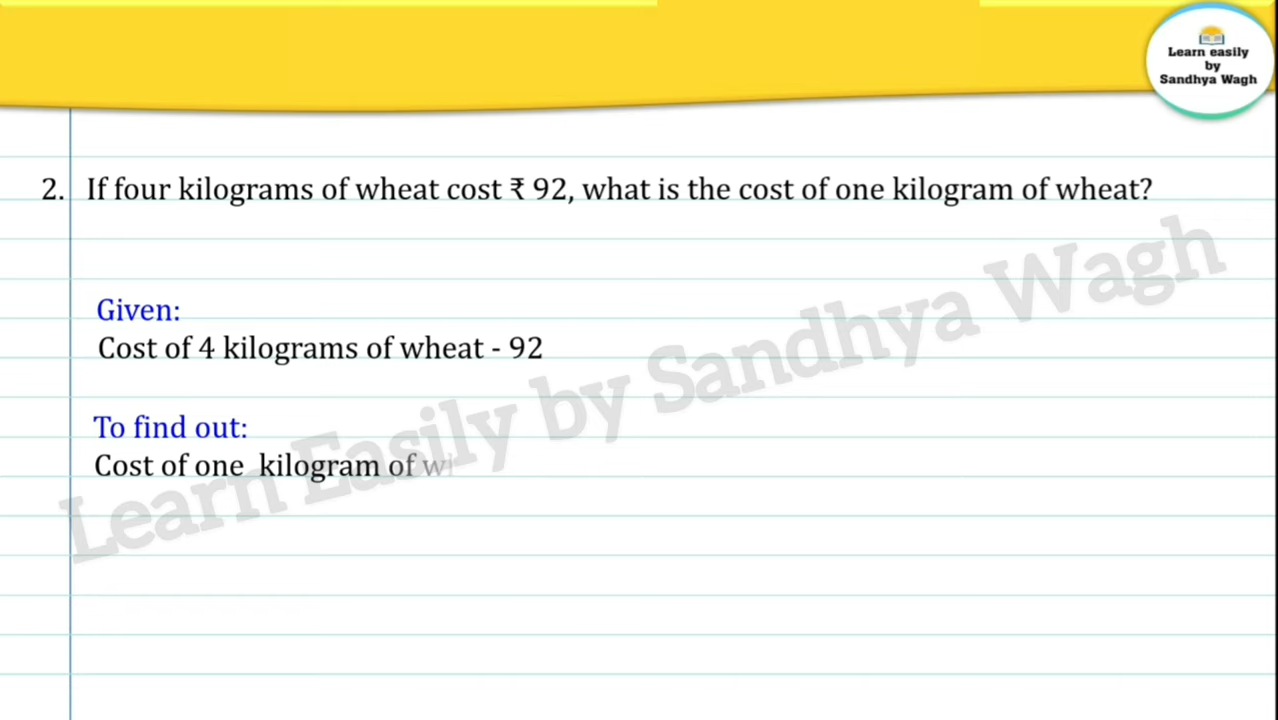 Learn easily
by
Sandhya Wagh
2. If four kilograms of wheat cost ₹ 92, what is the cost of one kilogram of wheat?
Given:
Cost of 4 kilograms of wheat - 92
To find out:
Cost of one kilogram of
Learn Easily by Sandhya Wagh